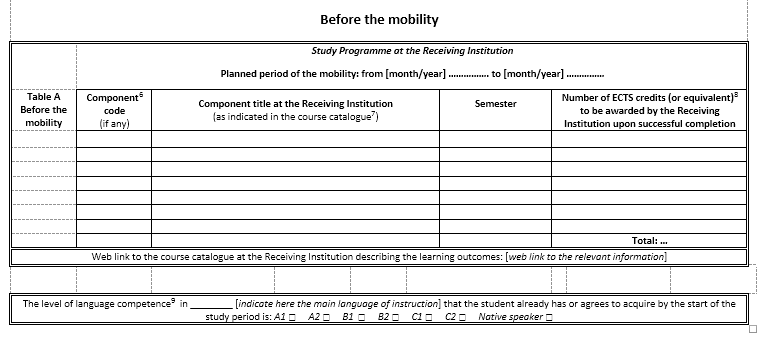 Before the mobility
Study Programme at the Receiving Institution
Planned period of the mobility: from [month/year] ............... to [month/year] ...............
Table A
Before the
mobility
Component⁶
code
(if any)
Component title at the Receiving Institution
(as indicated in the course catalogue⁷)
Semester
Number of ECTS credits (or equivalent)⁸
to be awarded by the Receiving
Institution upon successful completion
Total: ...
Web link to the course catalogue at the Receiving Institution describing the learning outcomes: [web link to the relevant information]
The level of language competence⁹ in ________ [indicate here the main language of instruction] that the student already has or agrees to acquire by the start of the
study period is: A1 ☐ A2 ☐ B1 ☐ B2 ☐ C1 ☐ C2 ☐ Native speaker ☐